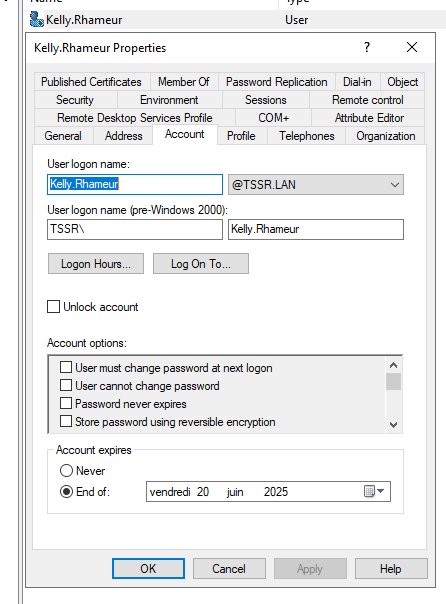 Kelly.Rhameur User
Kelly.Rhameur Properties
Published Certificates Member Of Password Replication Dial-in Object
Security Environment Sessions Remote control
Remote Desktop Services Profile COM+ Attribute Editor
General Address Account Profile Telephones Organization
User logon name:
Kelly.Rhameur @TSSR.LAN
User logon name (pre-Windows 2000):
TSSR\ Kelly.Rhameur
Logon Hours... Log On To...
Unlock account
Account options:
User must change password at next logon
User cannot change password
Password never expires
Store password using reversible encryption
Account expires
Never
End of: vendredi 20 juin 2025
OK Cancel Apply Help